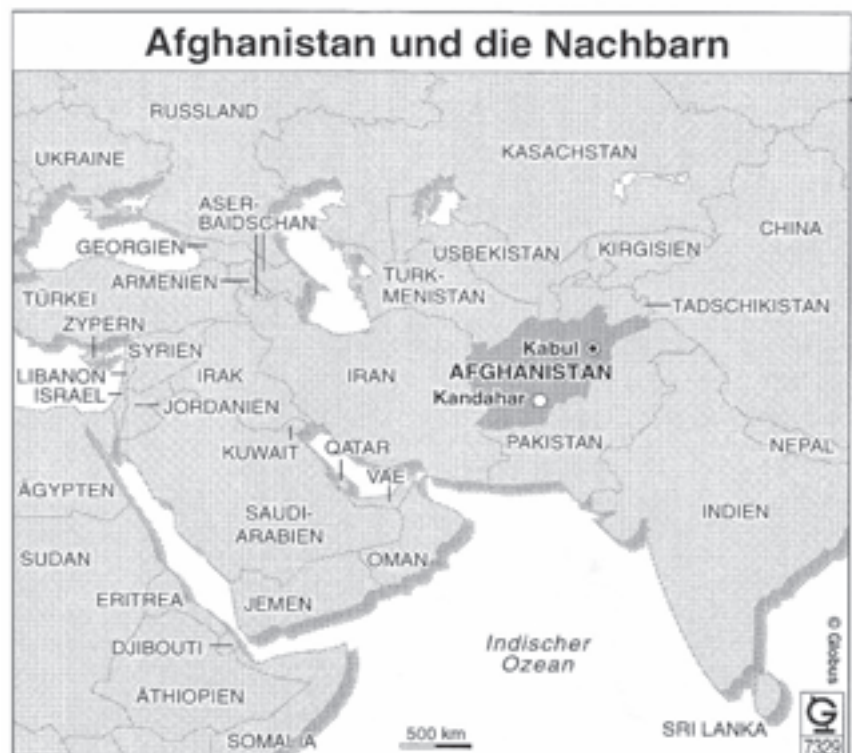 Afghanistan und die Nachbarn
RUSSLAND
UKRAINE
KASACHSTAN
ASER-
BAIDSCHAN
CHINA
GEORGIEN
USBEKISTAN
KIRGISIEN
ARMENIEN
TURK-
MENISTAN
TÜRKEI
TADSCHIKISTAN
ZYPERN
SYRIEN
Kabul
LIBANON
IRAK
IRAN
AFGHANISTAN
ISRAEL
JORDANIEN
Kandahar
KUWAIT
QATAR
PAKISTAN
NEPAL
VAE
ÄGYPTEN
SAUDI-
ARABIEN
INDIEN
SUDAN
OMAN
ERITREA
JEMEN
DJIBOUTI
Indischer
Ozean
ÄTHIOPIEN
© Globus
SOMALIA
500 km
SRI LANKA
G
7329